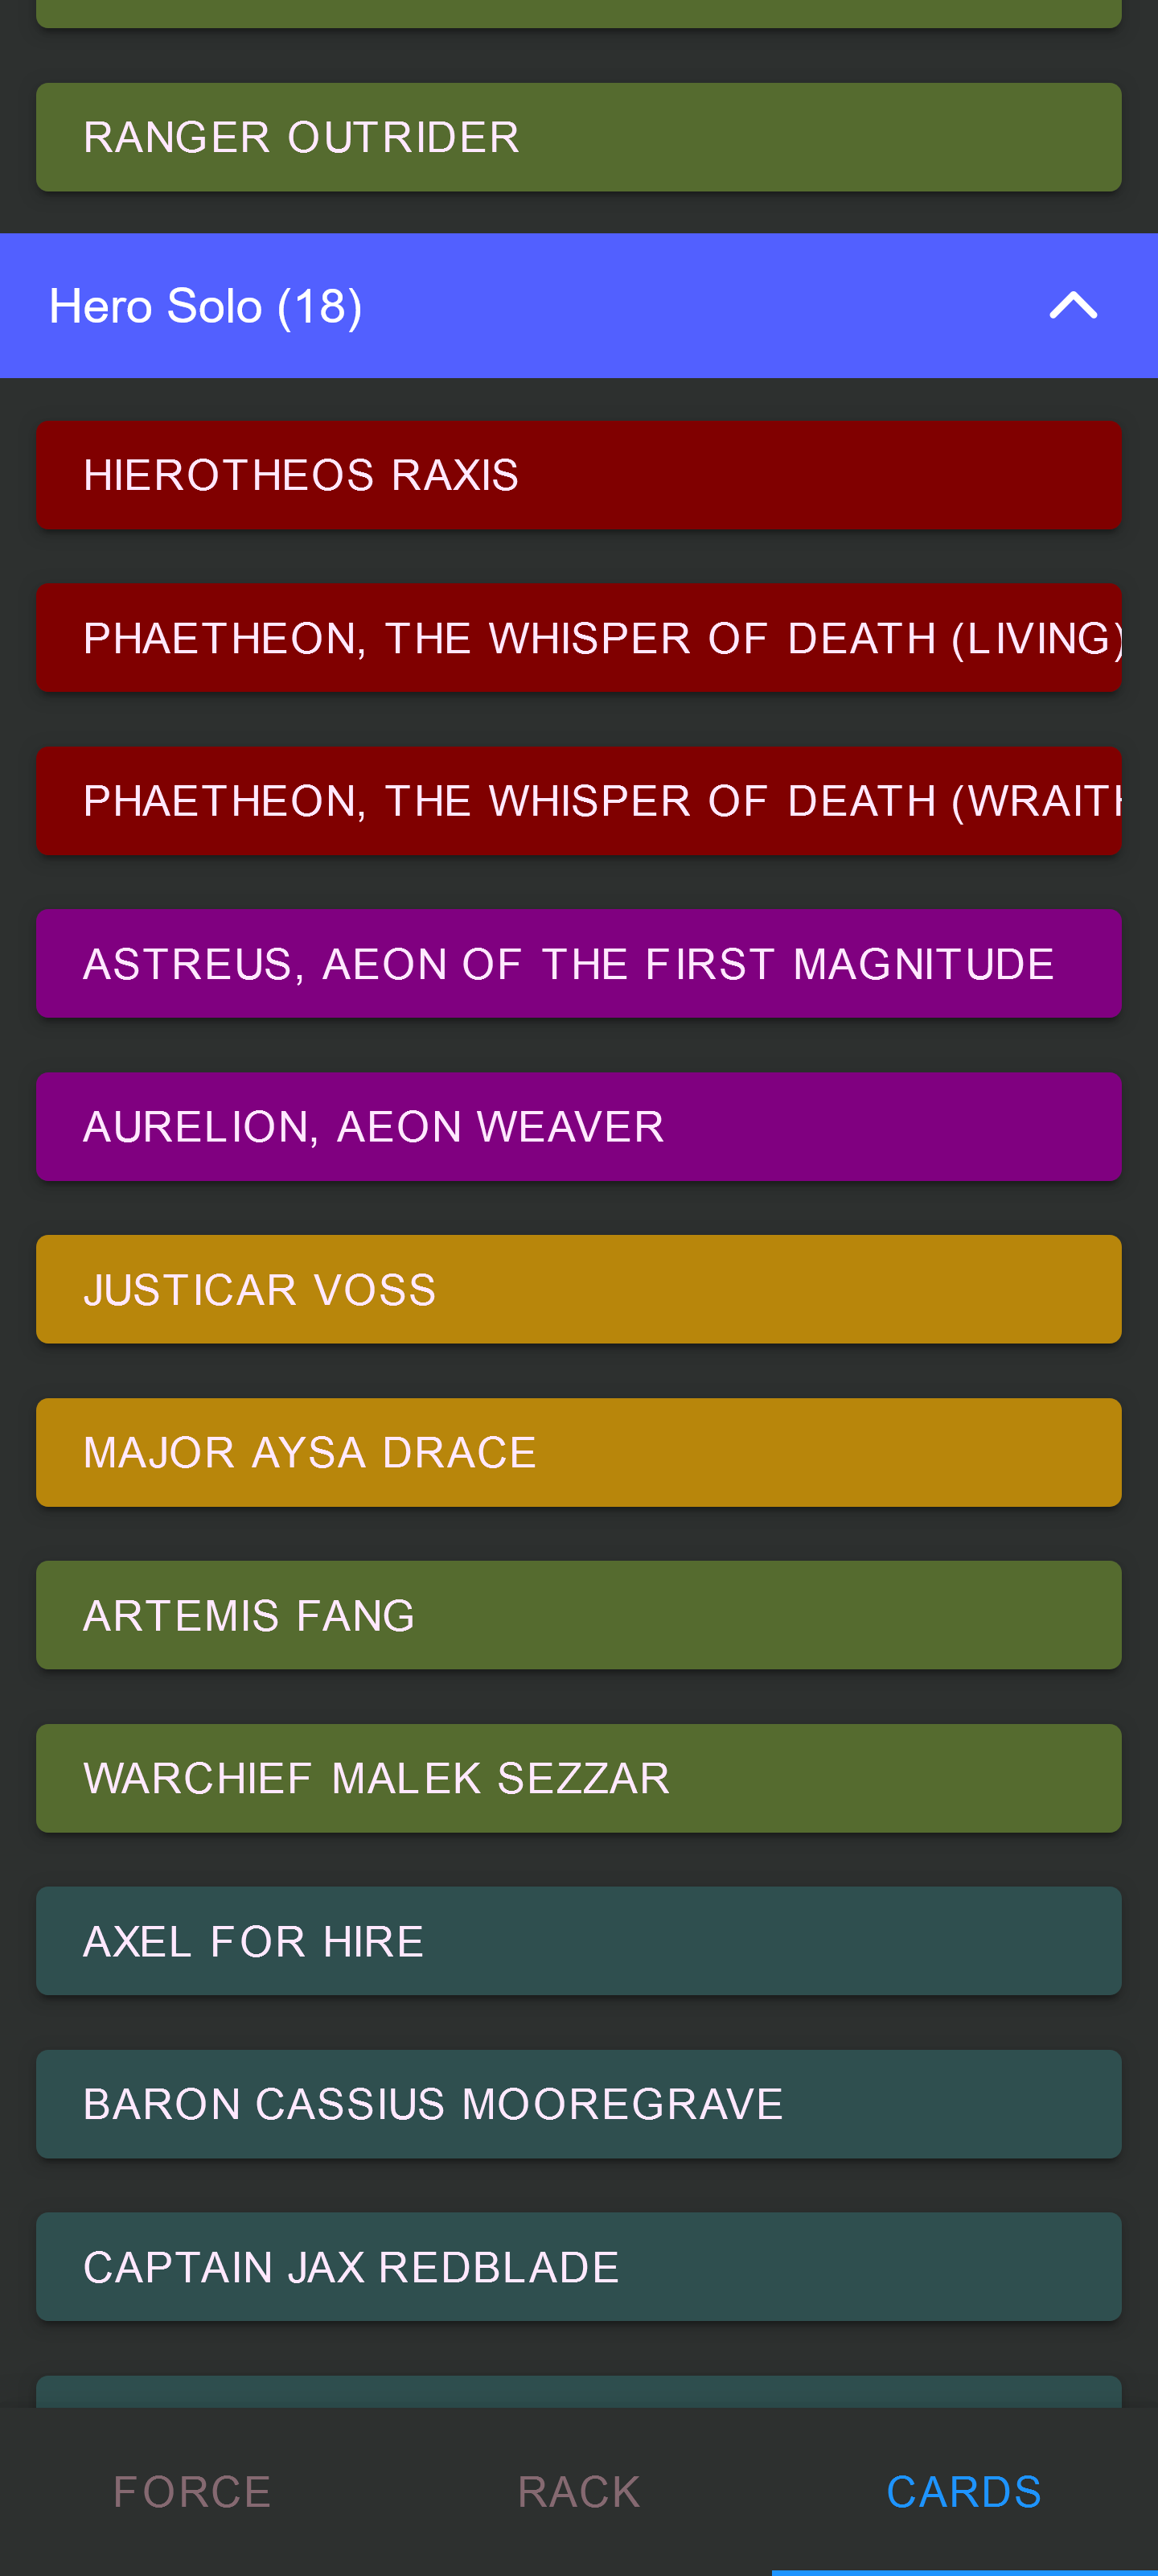 RANGER OUTRIDER
Hero Solo (18)
HIEROTHEOS RAXIS
PHAETHEON, THE WHISPER OF DEATH (LIVING)
PHAETHEON, THE WHISPER OF DEATH (WRAITH
ASTREUS, AEON OF THE FIRST MAGNITUDE
AURELION, AEON WEAVER
JUSTICAR VOSS
MAJOR AYSA DRACE
ARTEMIS FANG
WARCHIEF MALEK SEZZAR
AXEL FOR HIRE
BARON CASSIUS MOOREGRAVE
CAPTAIN JAX REDBLADE
FORCE RACK CARDS